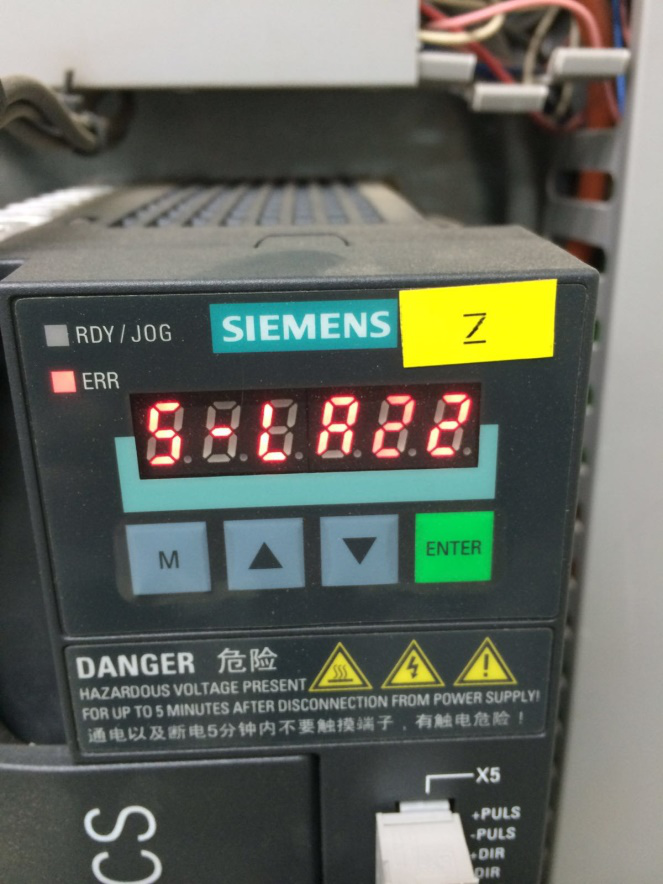 RDY/JOG
SIEMENS
Z
ERR
S-LA22
M
ENTER
DANGER 危险
HAZARDOUS VOLTAGE PRESENT
FOR UP TO 5 MINUTES AFTER DISCONNECTION FROM POWER SUPPLY!
通电以及断电5分钟内不要触摸端子，有触电危险！
X5
+PULS
-PULS
+DIR
-DIR
CS